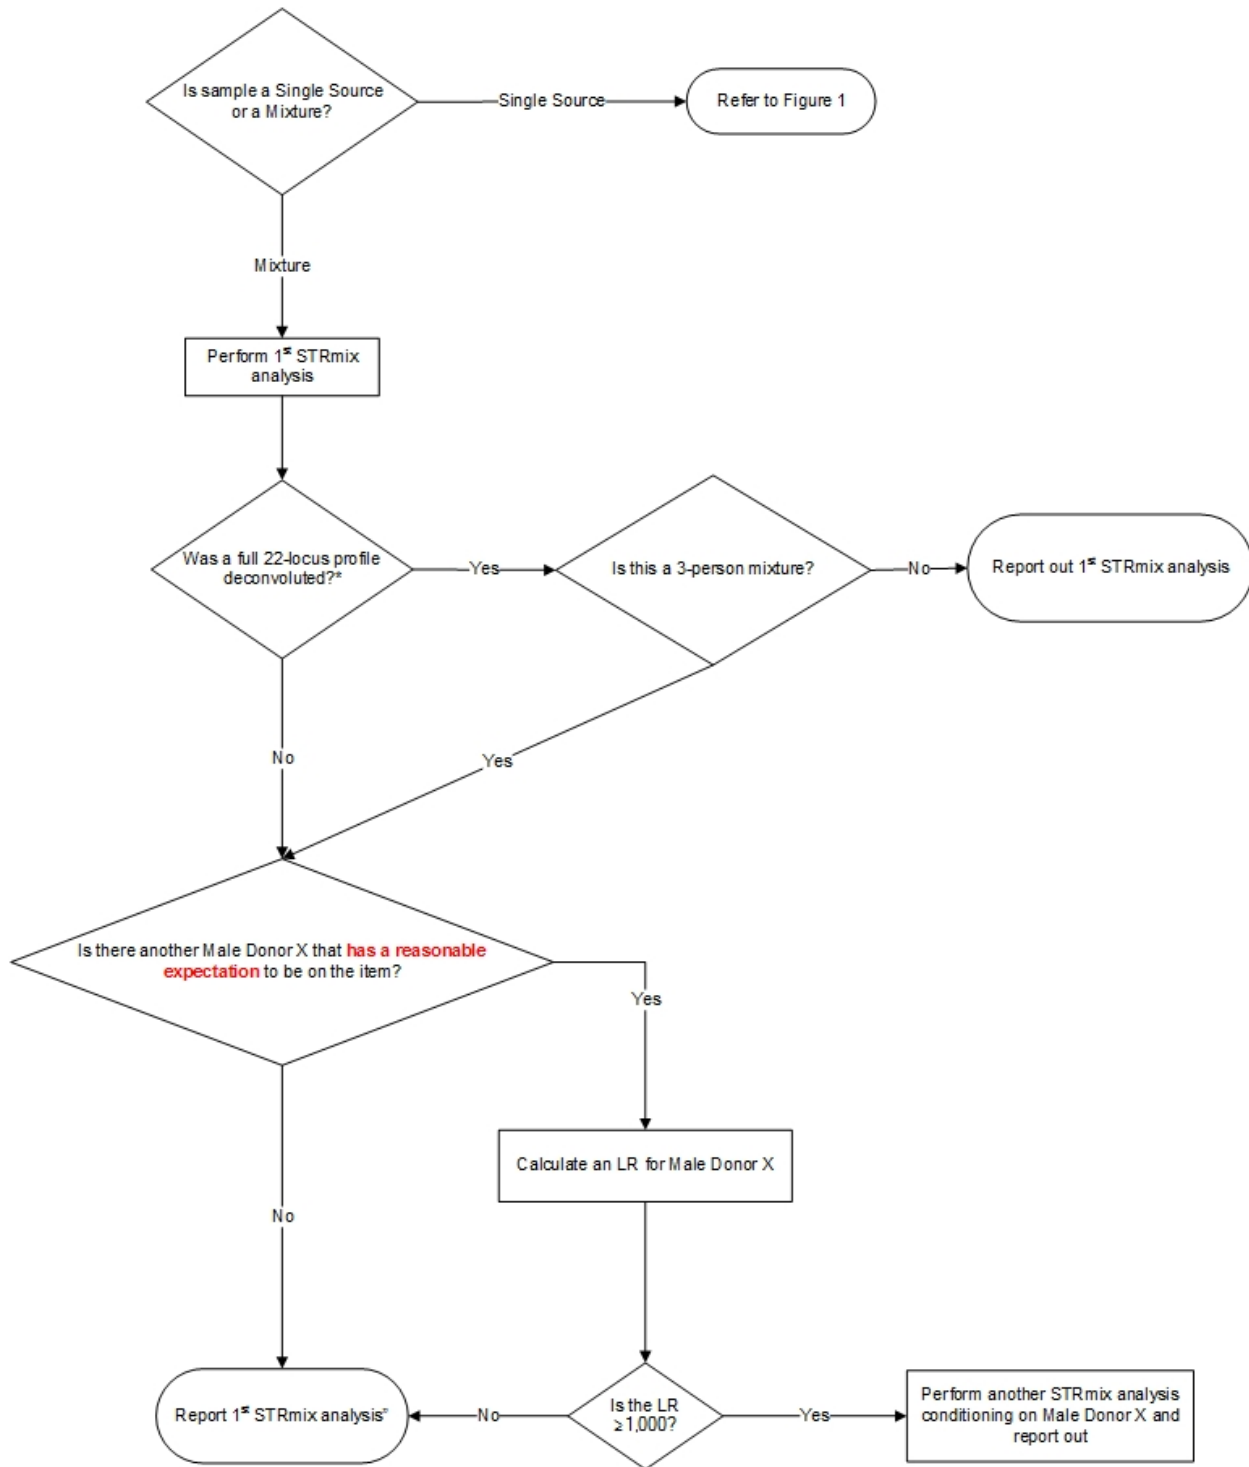 Is sample a Single Source
or a Mixture?
Single Source
Refer to Figure 1
Mixture
Perform 1st STRmix
analysis
Was a full 22-locus profile
deconvoluted?*
Yes
Is this a 3-person mixture?
No
Report out 1st STRmix analysis
No
Yes
Is there another Male Donor X that has a reasonable
expectation to be on the item?
Yes
Calculate an LR for Male Donor X
No
Report 1st STRmix analysis"
No
Is the LR
≥1,000?
Yes
Perform another STRmix analysis
conditioning on Male Donor X and
report out